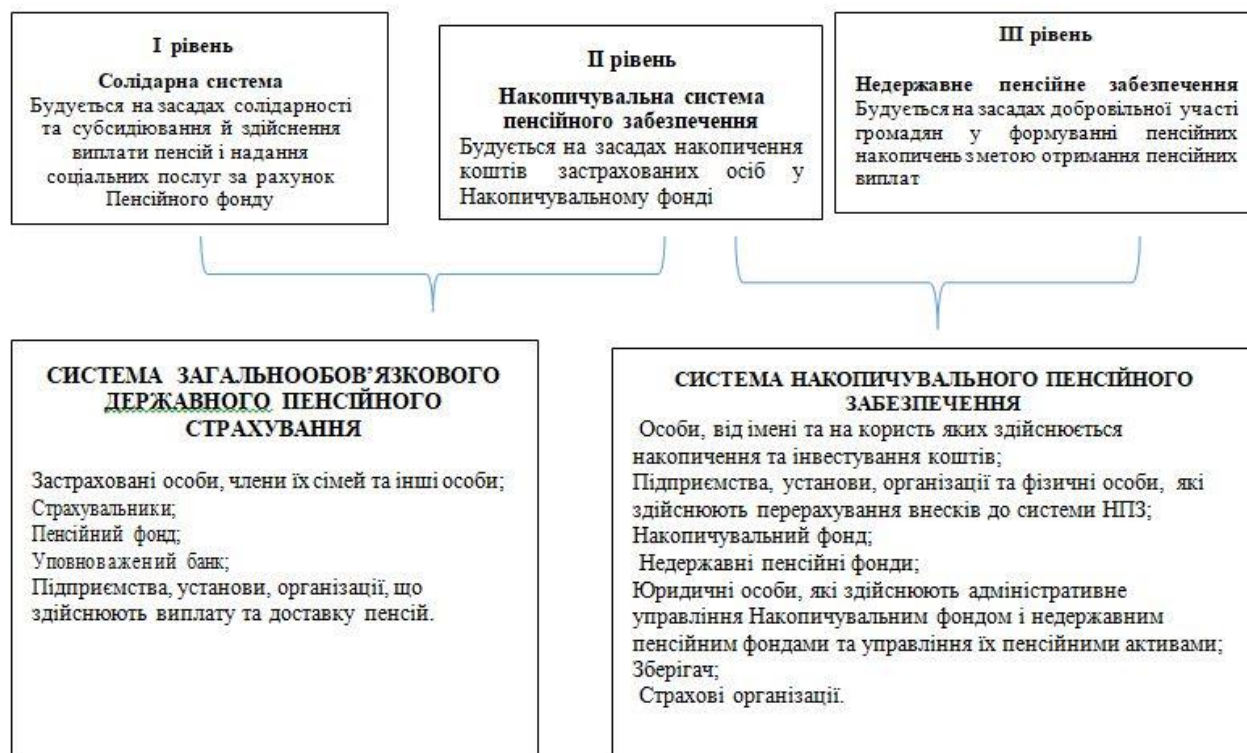 I рівень
Солідарна система
Будується на засадах солідарності
та субсидіювання й здійснення
виплати пенсій і надання
соціальних послуг за рахунок
Пенсійного фонду
II рівень
Накопичувальна система
пенсійного забезпечення
Будується на засадах накопичення
коштів застрахованих осіб у
Накопичувальному фонді
III рівень
Недержавне пенсійне забезпечення
Будується на засадах добровільної участі
громадян у формуванні пенсійних
накопичень з метою отримання пенсійних
виплат
СИСТЕМА ЗАГАЛЬНООБОВ’ЯЗКОВОГО
ДЕРЖАВНОГО ПЕНСІЙНОГО
СТРАХУВАННЯ
Застраховані особи, члени їх сімей та інші особи;
Страхувальники;
Пенсійний фонд;
Уповноважений банк;
Підприємства, установи, організації, що
здійснюють виплату та доставку пенсій.
СИСТЕМА НАКОПИЧУВАЛЬНОГО ПЕНСІЙНОГО
ЗАБЕЗПЕЧЕННЯ
Особи, від імені та на користь яких здійснюється
накопичення та інвестування коштів;
Підприємства, установи, організації та фізичні особи, які
здійснюють перерахування внесків до системи НПЗ;
Накопичувальний фонд;
Недержавні пенсійні фонди;
Юридичні особи, які здійснюють адміністративне
управління Накопичувальним фондом і недержавним
пенсійним фондами та управління їх пенсійними активами;
Зберігач;
Страхові організації.